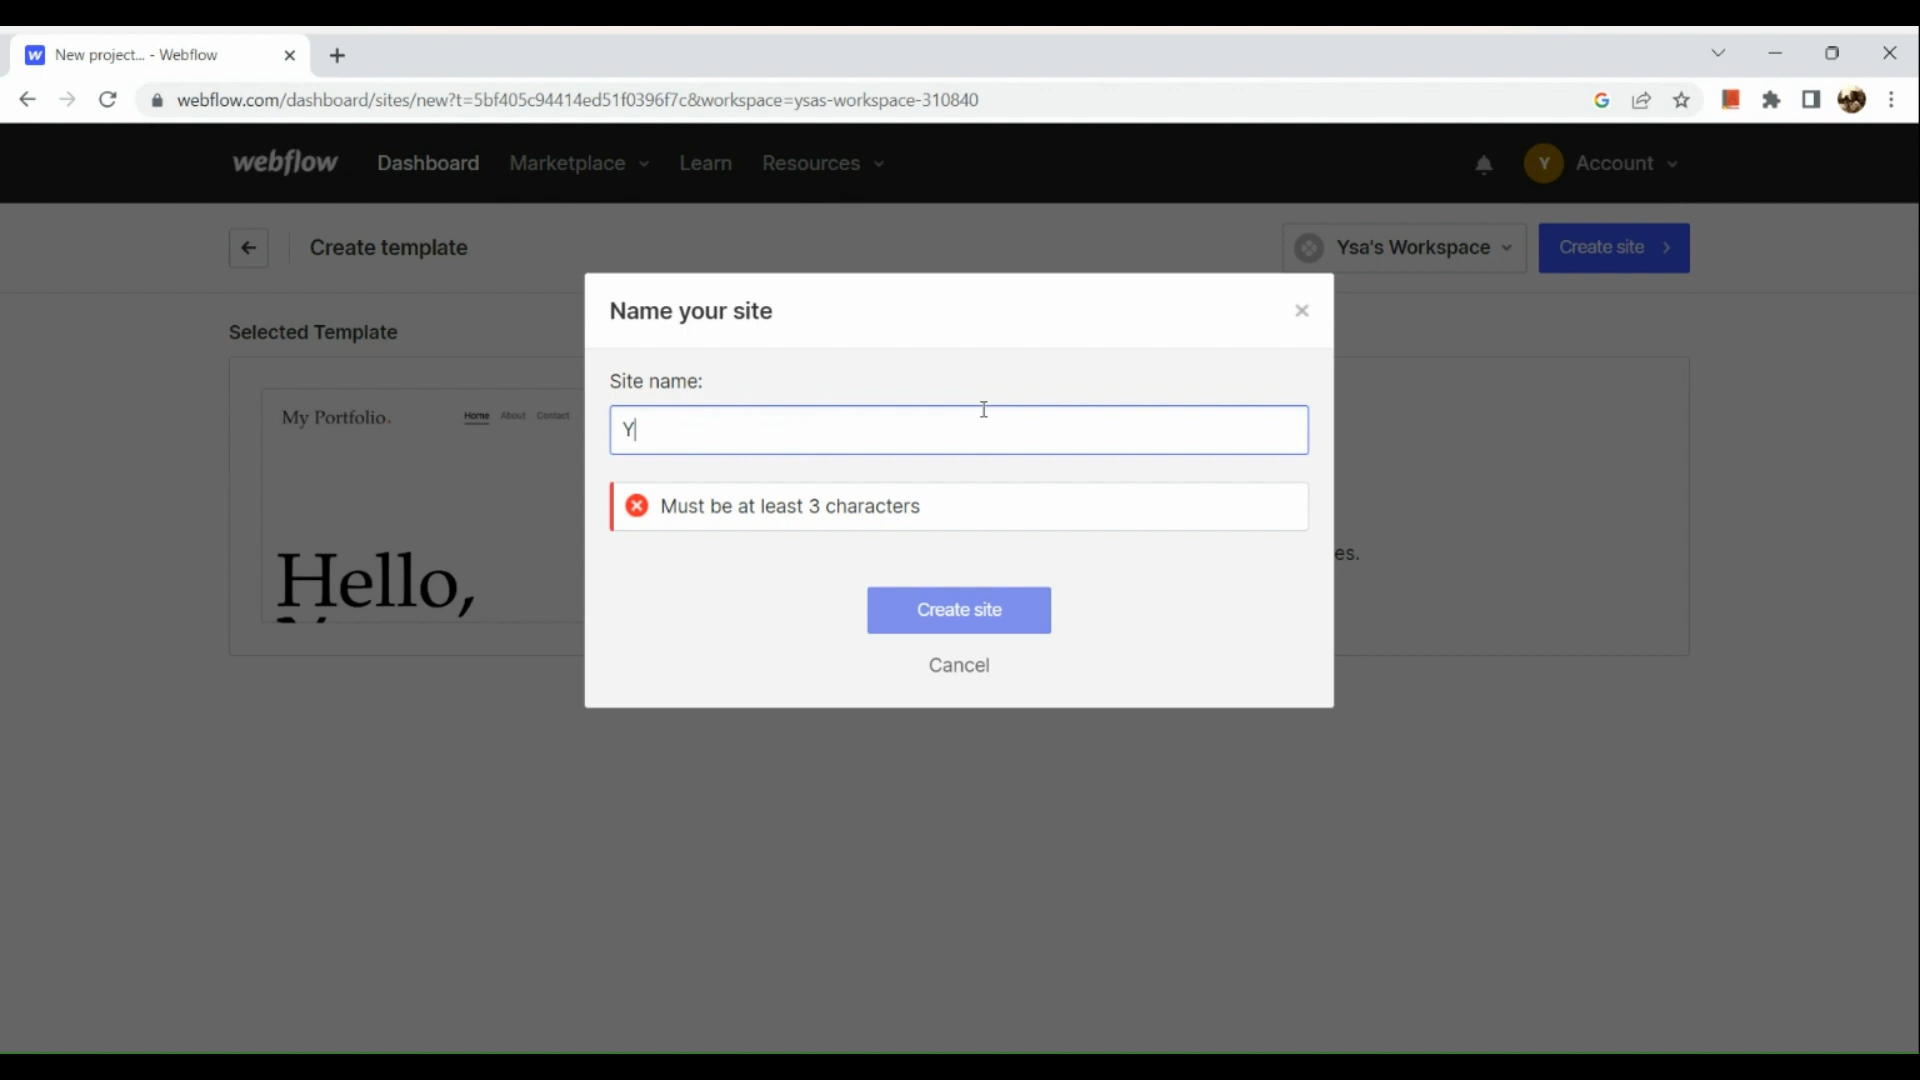 New project... - Webflow
webflow.com/dashboard/sites/new?t=5bf405c94414ed51f0396f7c&workspace=ysas-workspace-310840
webflow Dashboard Marketplace Learn Resources Y Account
Create template Ysa's Workspace Create site
Name your site
Selected Template
Site name:
My Portfolio. Home About Contact
Y
Must be at least 3 characters
es.
Hello,
Create site
Cancel